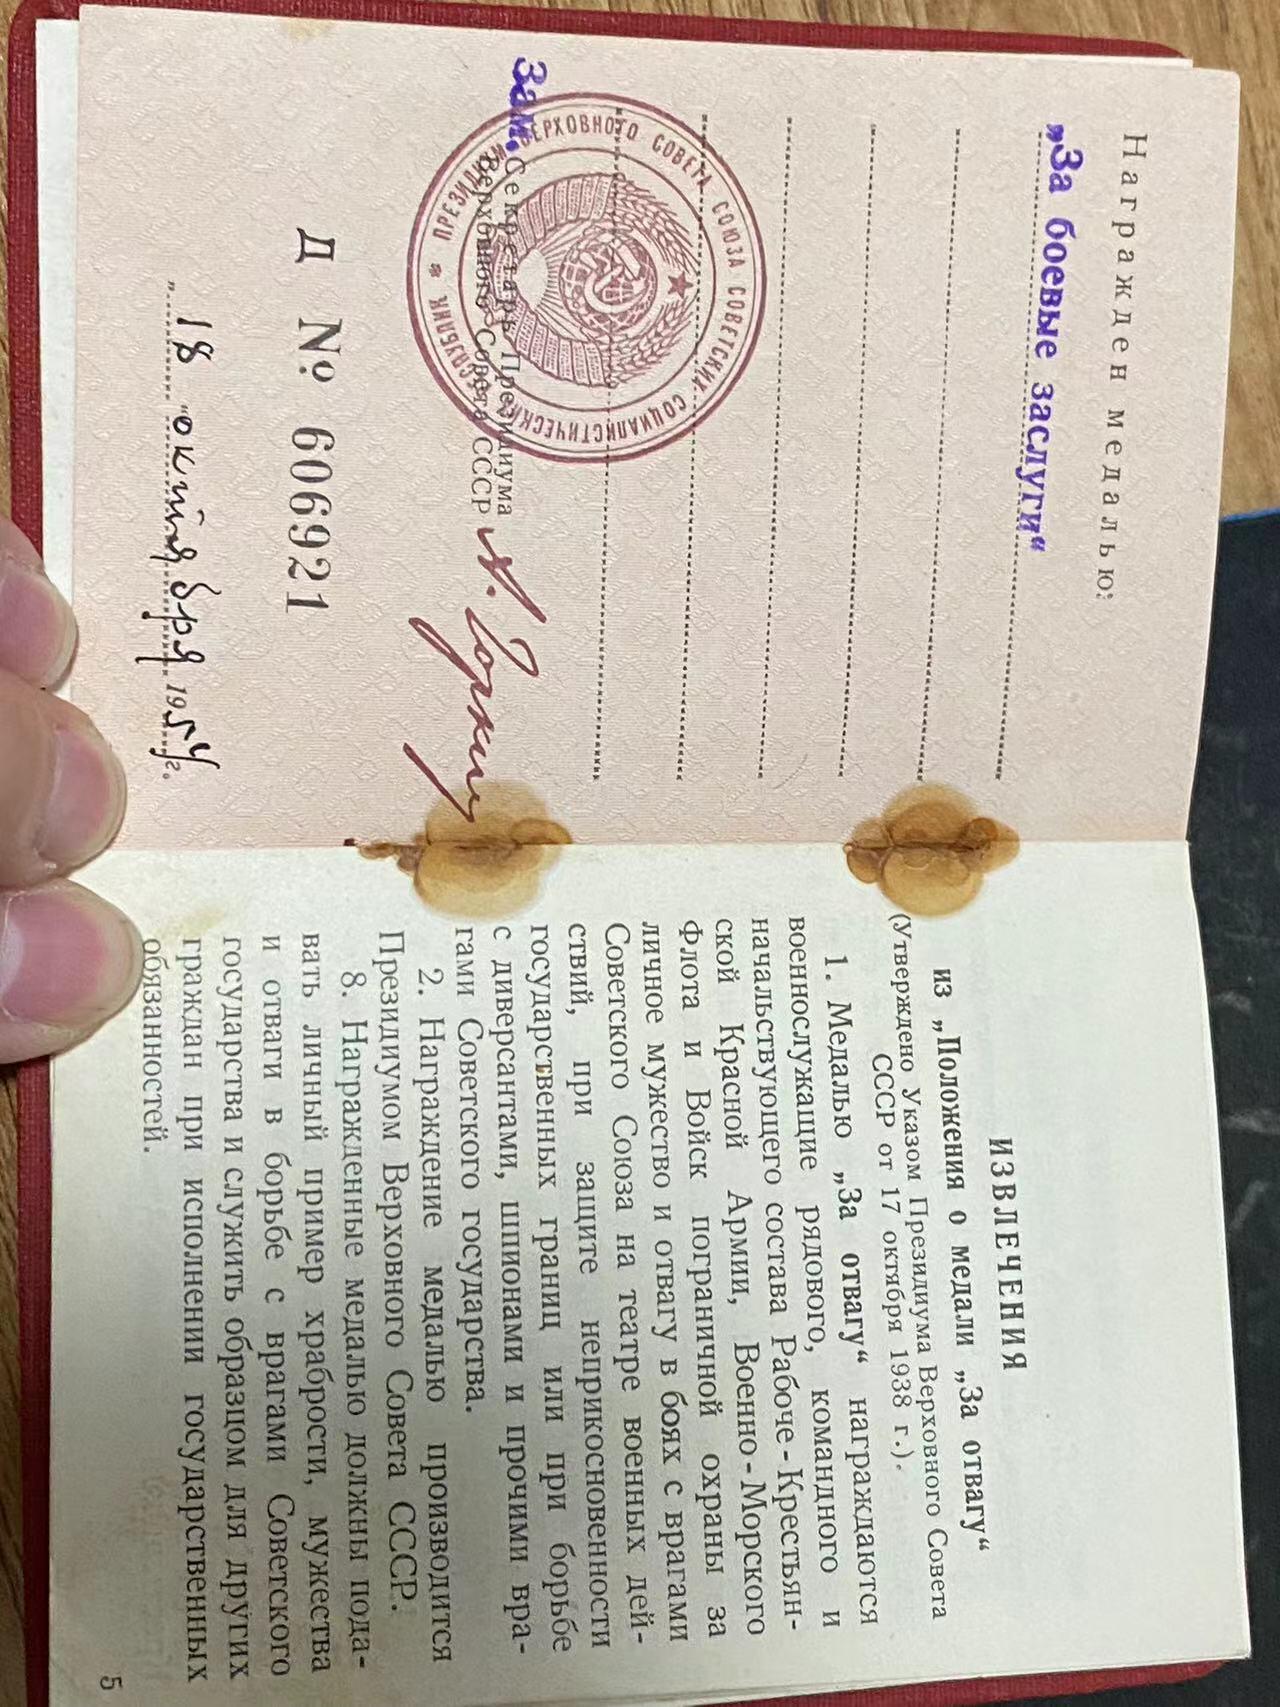 Награжден медалью:
„За боевые заслуги“
Зам. Секретарь Президиума
Верховного Совета СССР А. Горкин
ПРЕЗИДИУМ ВЕРХОВНОГО СОВЕТА СОЮЗА СОВЕТСКИХ СОЦИАЛИСТИЧЕСКИХ РЕСПУБЛИК *
Д № 606921
„18“ октября 1954 г.
ИЗВЛЕЧЕНИЯ
из „Положения о медали „За отвагу“
(Утверждено Указом Президиума Верховного Совета
СССР от 17 октября 1938 г.).
1. Медалью „За отвагу“ награждаются
военнослужащие рядового, командного и
начальствующего состава Рабоче-Крестьян-
ской Красной Армии, Военно-Морского
Флота и Войск пограничной охраны за
личное мужество и отвагу в боях с врагами
Советского Союза на театре военных дей-
ствий, при защите неприкосновенности
государственных границ или при борьбе
с диверсантами, шпионами и прочими вра-
гами Советского государства.
2. Награждение медалью производится
Президиумом Верховного Совета СССР.
8. Награжденные медалью должны пода-
вать личный пример храбрости, мужества
и отваги в борьбе с врагами Советского
государства и служить образцом для других
граждан при исполнении государственных
обязанностей.
5